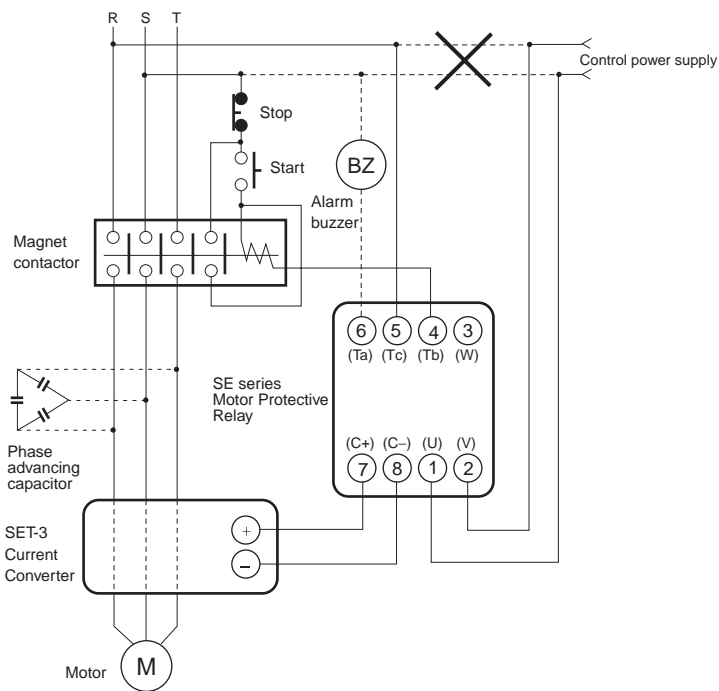 R S T
Control power supply
Stop
Start
BZ
Alarm
buzzer
Magnet
contactor
6 5 4 3
(Ta) (Tc) (Tb) (W)
SE series
Motor Protective
Relay
(C+) (C−) (U) (V)
7 8 1 2
Phase
advancing
capacitor
SET-3
Current
Converter
+
−
Motor
M